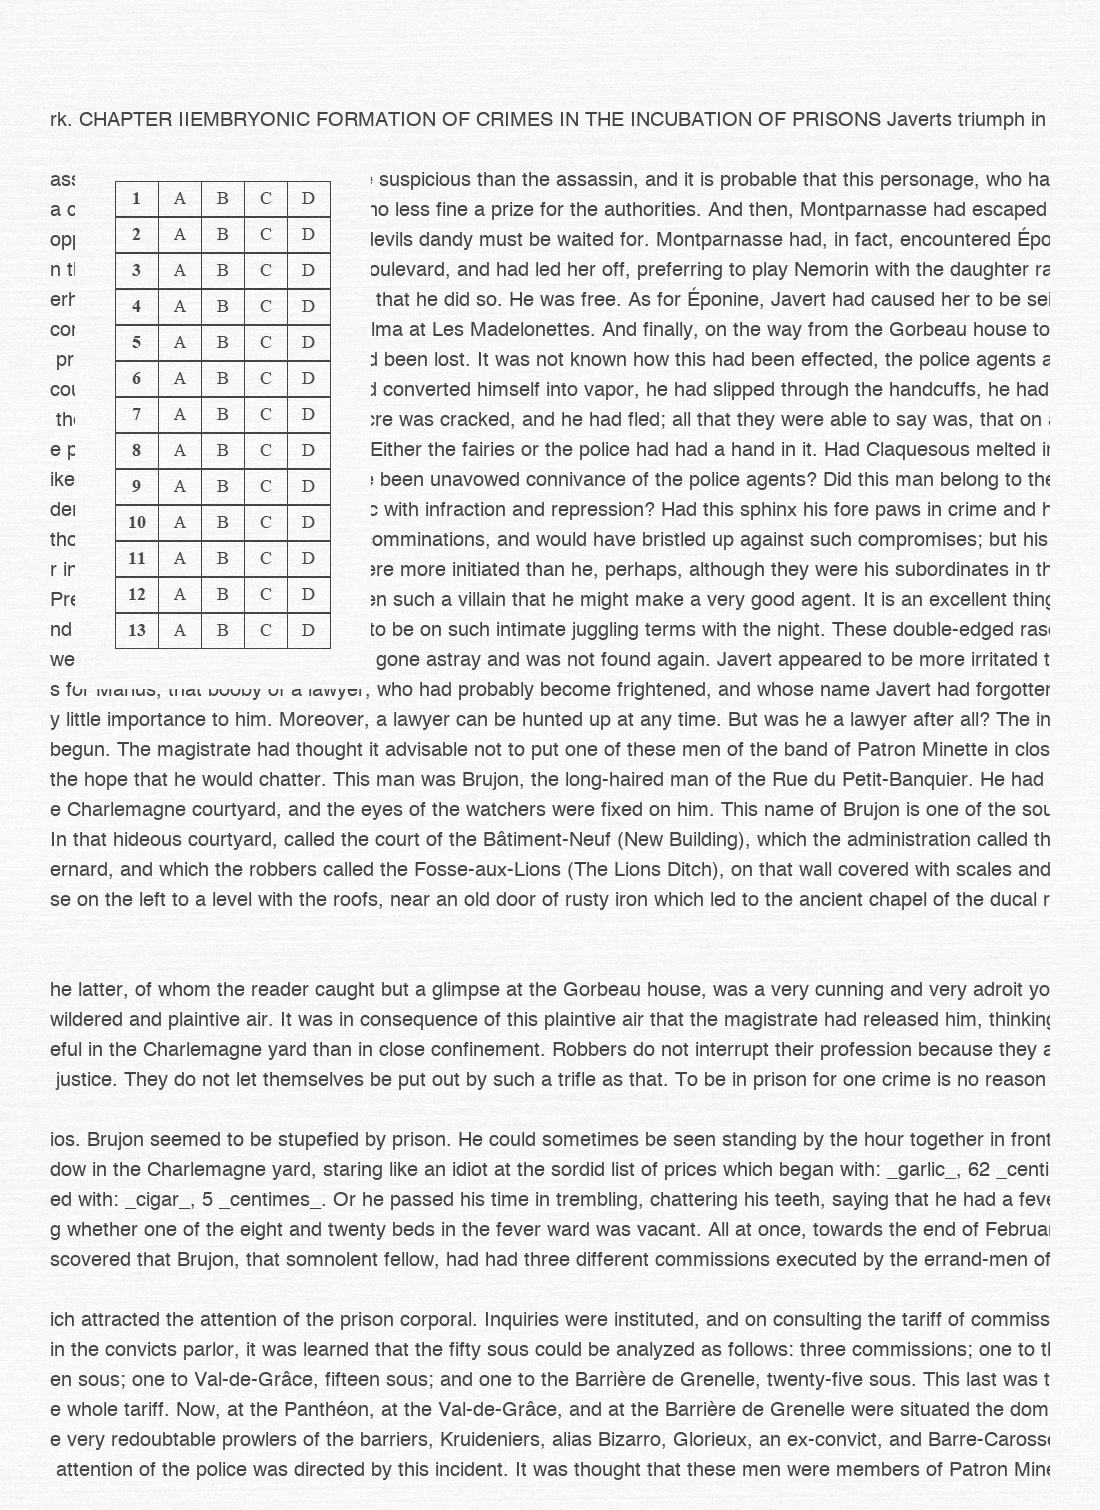 rk. CHAPTER IIEMBRYONIC FORMATION OF CRIMES IN THE INCUBATION OF PRISONS Javerts triumph in
1 A B C D
2 A B C D
3 A B C D
4 A B C D
5 A B C D
6 A B C D
7 A B C D
8 A B C D
9 A B C D
10 A B C D
11 A B C D
12 A B C D
13 A B C D
suspicious than the assassin, and it is probable that this personage, who ha
no less fine a prize for the authorities. And then, Montparnasse had escaped
devils dandy must be waited for. Montparnasse had, in fact, encountered Épo
oulevard, and had led her off, preferring to play Nemorin with the daughter ra
that he did so. He was free. As for Éponine, Javert had caused her to be sei
lma at Les Madelonettes. And finally, on the way from the Gorbeau house to
d been lost. It was not known how this had been effected, the police agents a
d converted himself into vapor, he had slipped through the handcuffs, he had
cre was cracked, and he had fled; all that they were able to say was, that on
Either the fairies or the police had had a hand in it. Had Claquesous melted in
been unavowed connivance of the police agents? Did this man belong to the
c with infraction and repression? Had this sphinx his fore paws in crime and h
omminations, and would have bristled up against such compromises; but his
ere more initiated than he, perhaps, although they were his subordinates in th
en such a villain that he might make a very good agent. It is an excellent thing
to be on such intimate juggling terms with the night. These double-edged rasc
gone astray and was not found again. Javert appeared to be more irritated t
s for Marius, that booby of a lawyer, who had probably become frightened, and whose name Javert had forgotten
y little importance to him. Moreover, a lawyer can be hunted up at any time. But was he a lawyer after all? The in
begun. The magistrate had thought it advisable not to put one of these men of the band of Patron Minette in clos
the hope that he would chatter. This man was Brujon, the long-haired man of the Rue du Petit-Banquier. He had
e Charlemagne courtyard, and the eyes of the watchers were fixed on him. This name of Brujon is one of the sou
In that hideous courtyard, called the court of the Bâtiment-Neuf (New Building), which the administration called th
ernard, and which the robbers called the Fosse-aux-Lions (The Lions Ditch), on that wall covered with scales and
se on the left to a level with the roofs, near an old door of rusty iron which led to the ancient chapel of the ducal r
he latter, of whom the reader caught but a glimpse at the Gorbeau house, was a very cunning and very adroit yo
wildered and plaintive air. It was in consequence of this plaintive air that the magistrate had released him, thinking
eful in the Charlemagne yard than in close confinement. Robbers do not interrupt their profession because they a
justice. They do not let themselves be put out by such a trifle as that. To be in prison for one crime is no reason
ios. Brujon seemed to be stupefied by prison. He could sometimes be seen standing by the hour together in front
dow in the Charlemagne yard, staring like an idiot at the sordid list of prices which began with: _garlic_, 62 _centi
ed with: _cigar_, 5 _centimes_. Or he passed his time in trembling, chattering his teeth, saying that he had a feve
g whether one of the eight and twenty beds in the fever ward was vacant. All at once, towards the end of Februar
scovered that Brujon, that somnolent fellow, had had three different commissions executed by the errand-men of
ich attracted the attention of the prison corporal. Inquiries were instituted, and on consulting the tariff of commiss
in the convicts parlor, it was learned that the fifty sous could be analyzed as follows: three commissions; one to th
en sous; one to Val-de-Grâce, fifteen sous; and one to the Barrière de Grenelle, twenty-five sous. This last was t
e whole tariff. Now, at the Panthéon, at the Val-de-Grâce, and at the Barrière de Grenelle were situated the dom
e very redoubtable prowlers of the barriers, Kruideniers, alias Bizarro, Glorieux, an ex-convict, and Barre-Carosse
attention of the police was directed by this incident. It was thought that these men were members of Patron Mine